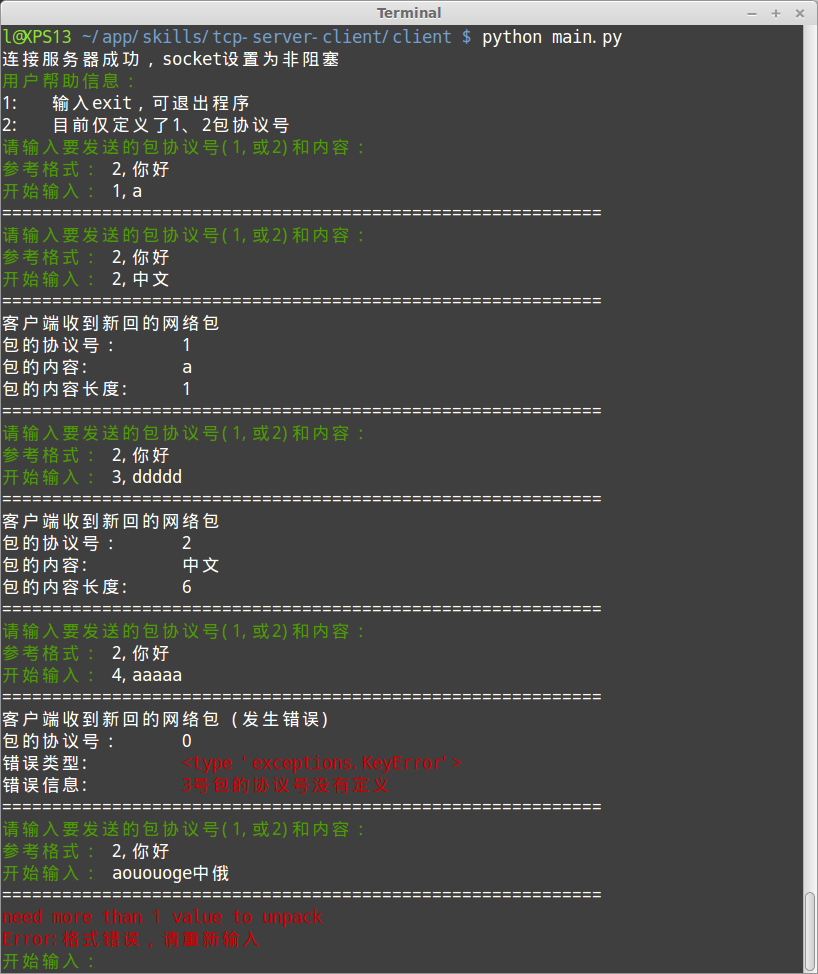 Terminal
l@XPS13 ~/app/skills/tcp-server-client/client $ python main.py
连接服务器成功，socket设置为非阻塞
用户帮助信息：
1: 输入exit，可退出程序
2: 目前仅定义了1、2包协议号
请输入要发送的包协议号(1,或2)和内容：
参考格式： 2,你好
开始输入： 1,a
============================================================
请输入要发送的包协议号(1,或2)和内容：
参考格式： 2,你好
开始输入： 2,中文
============================================================
客户端收到新回的网络包
包的协议号： 1
包的内容: a
包的内容长度: 1
============================================================
请输入要发送的包协议号(1,或2)和内容：
参考格式： 2,你好
开始输入： 3,ddddd
============================================================
客户端收到新回的网络包
包的协议号： 2
包的内容: 中文
包的内容长度: 6
============================================================
请输入要发送的包协议号(1,或2)和内容：
参考格式： 2,你好
开始输入： 4,aaaaa
============================================================
客户端收到新回的网络包（发生错误）
包的协议号： 0
错误类型: <type 'exceptions.KeyError'>
错误信息: 3号包的协议号没有定义
============================================================
请输入要发送的包协议号(1,或2)和内容：
参考格式： 2,你好
开始输入： aououoge中俄
============================================================
need more than 1 value to unpack
Error:格式错误，请重新输入
开始输入：